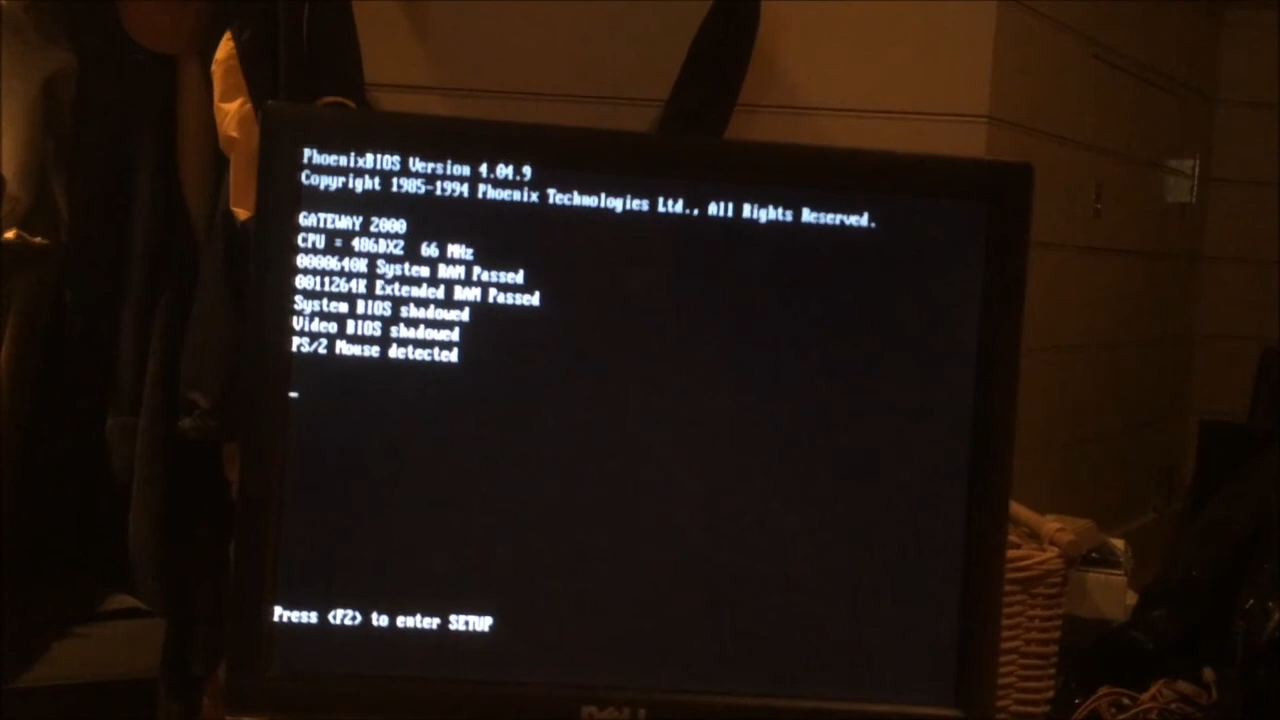 PhoenixBIOS Version 4.04.9
Copyright 1985-1994 Phoenix Technologies Ltd., All Rights Reserved.
GATEWAY 2000
CPU = 486DX2 66 MHz
0000640K System RAM Passed
0011264K Extended RAM Passed
System BIOS shadowed
Video BIOS shadowed
PS/2 Mouse detected
Press <F2> to enter SETUP
DELL